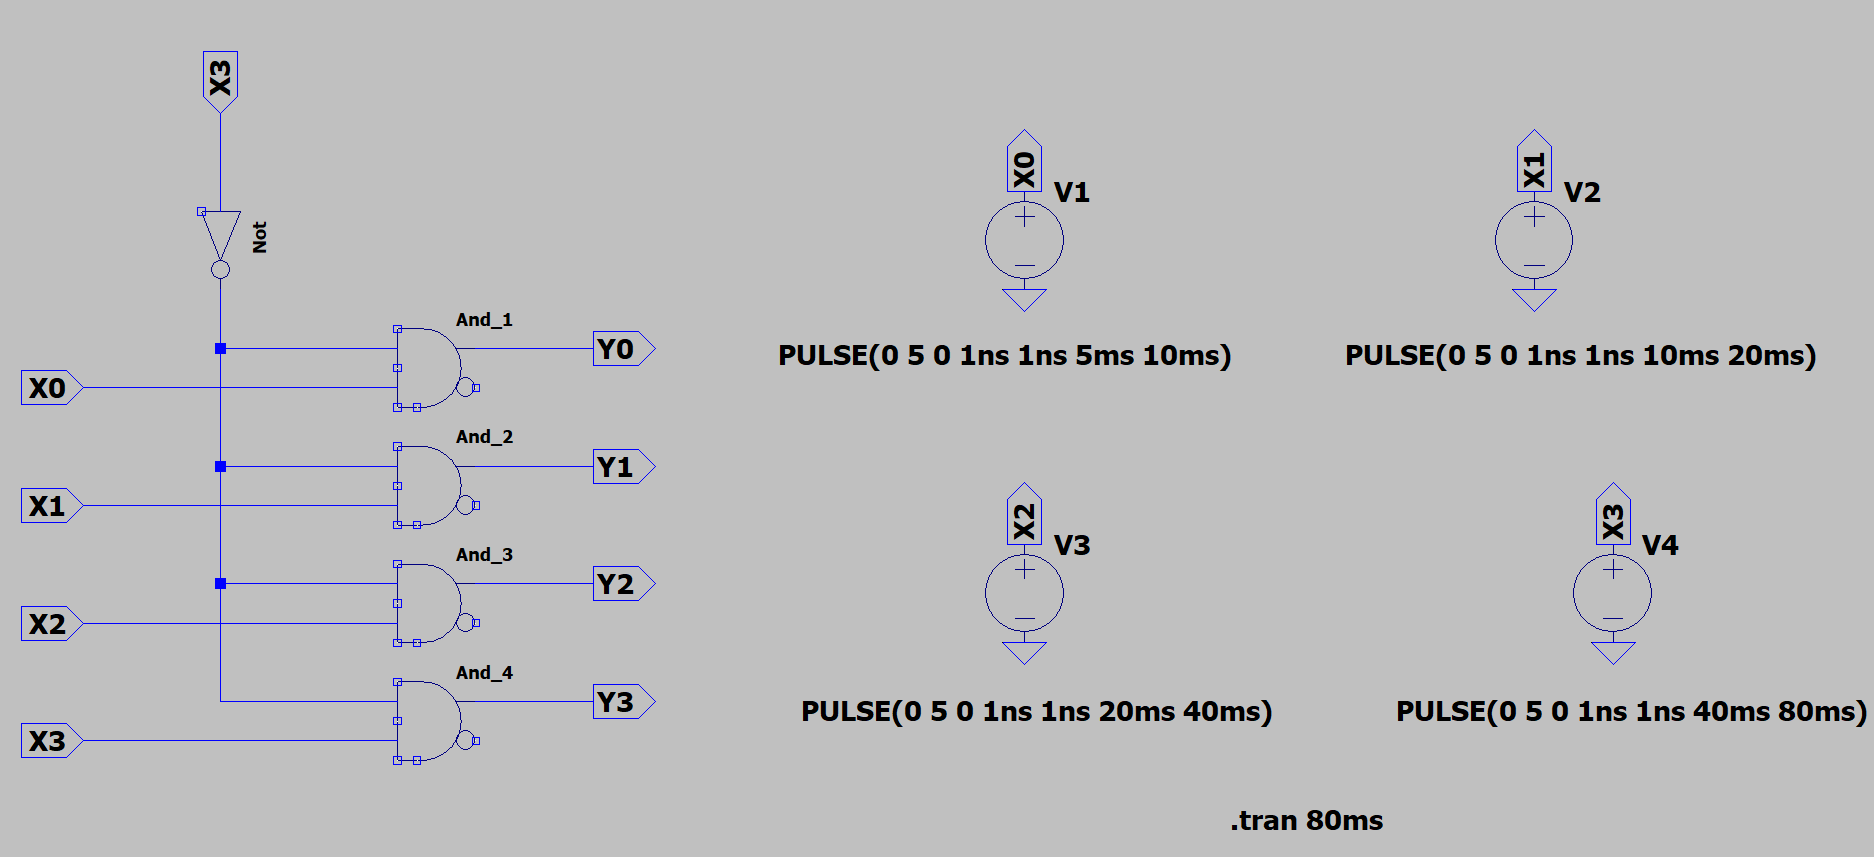 X3
Not
And_1
Y0
X0
And_2
Y1
X1
And_3
Y2
X2
And_4
Y3
X3
X0
V1
PULSE(0 5 0 1ns 1ns 5ms 10ms)
X1
V2
PULSE(0 5 0 1ns 1ns 10ms 20ms)
X2
V3
PULSE(0 5 0 1ns 1ns 20ms 40ms)
X3
V4
PULSE(0 5 0 1ns 1ns 40ms 80ms)
.tran 80ms